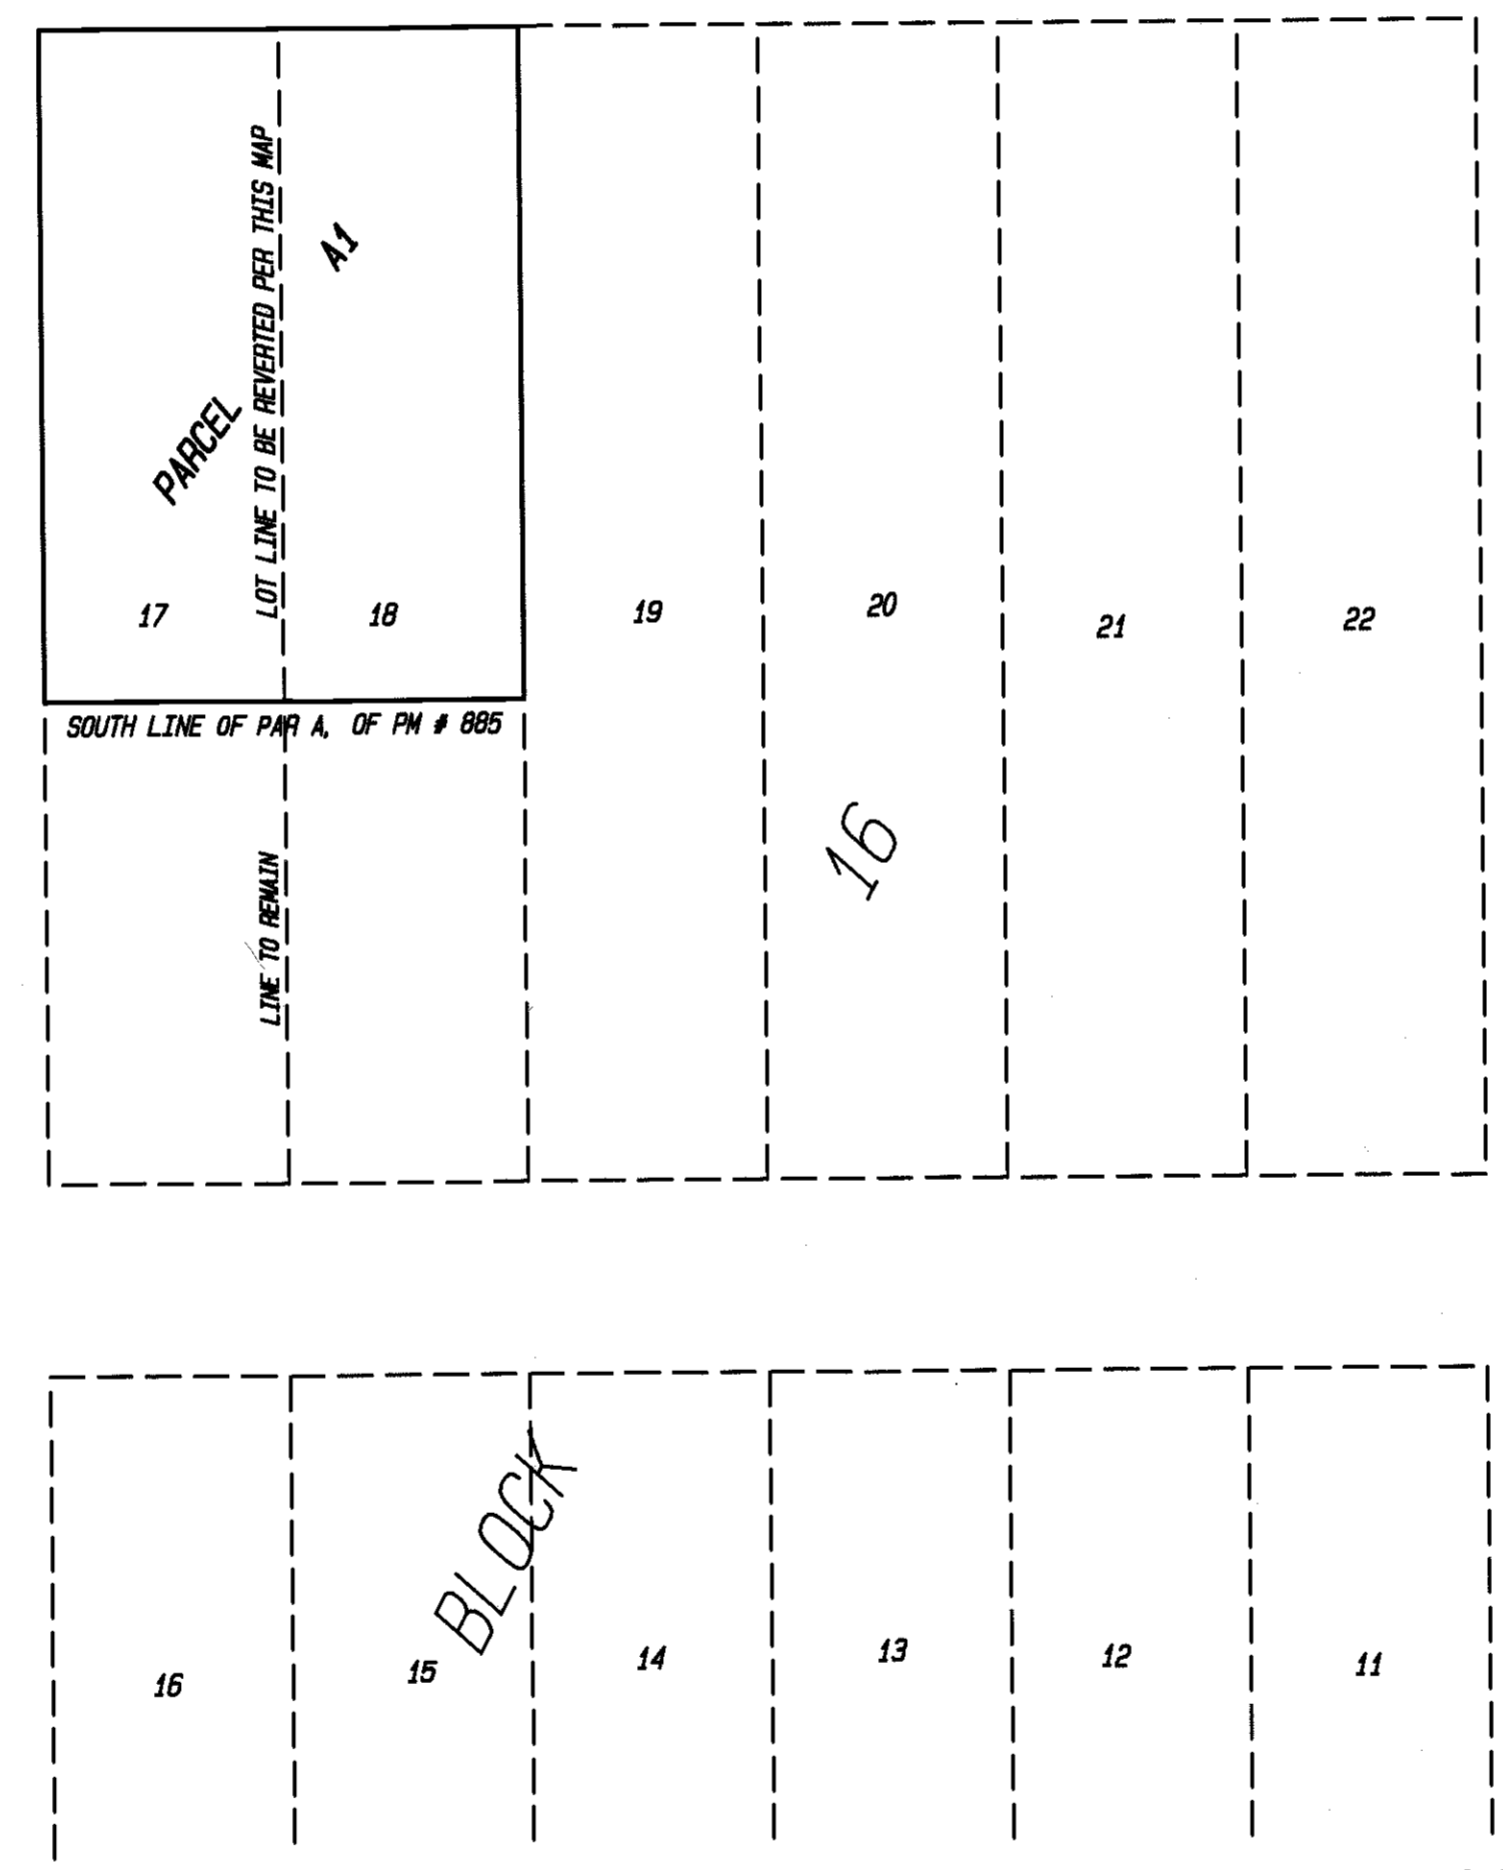 LOT LINE TO BE REVERTED PER THIS MAP
PARCEL A1
17
18
19
20
21
22
SOUTH LINE OF PAR A, OF PM # 885
LINE TO REMAIN
BLOCK 16
16
15
14
13
12
11